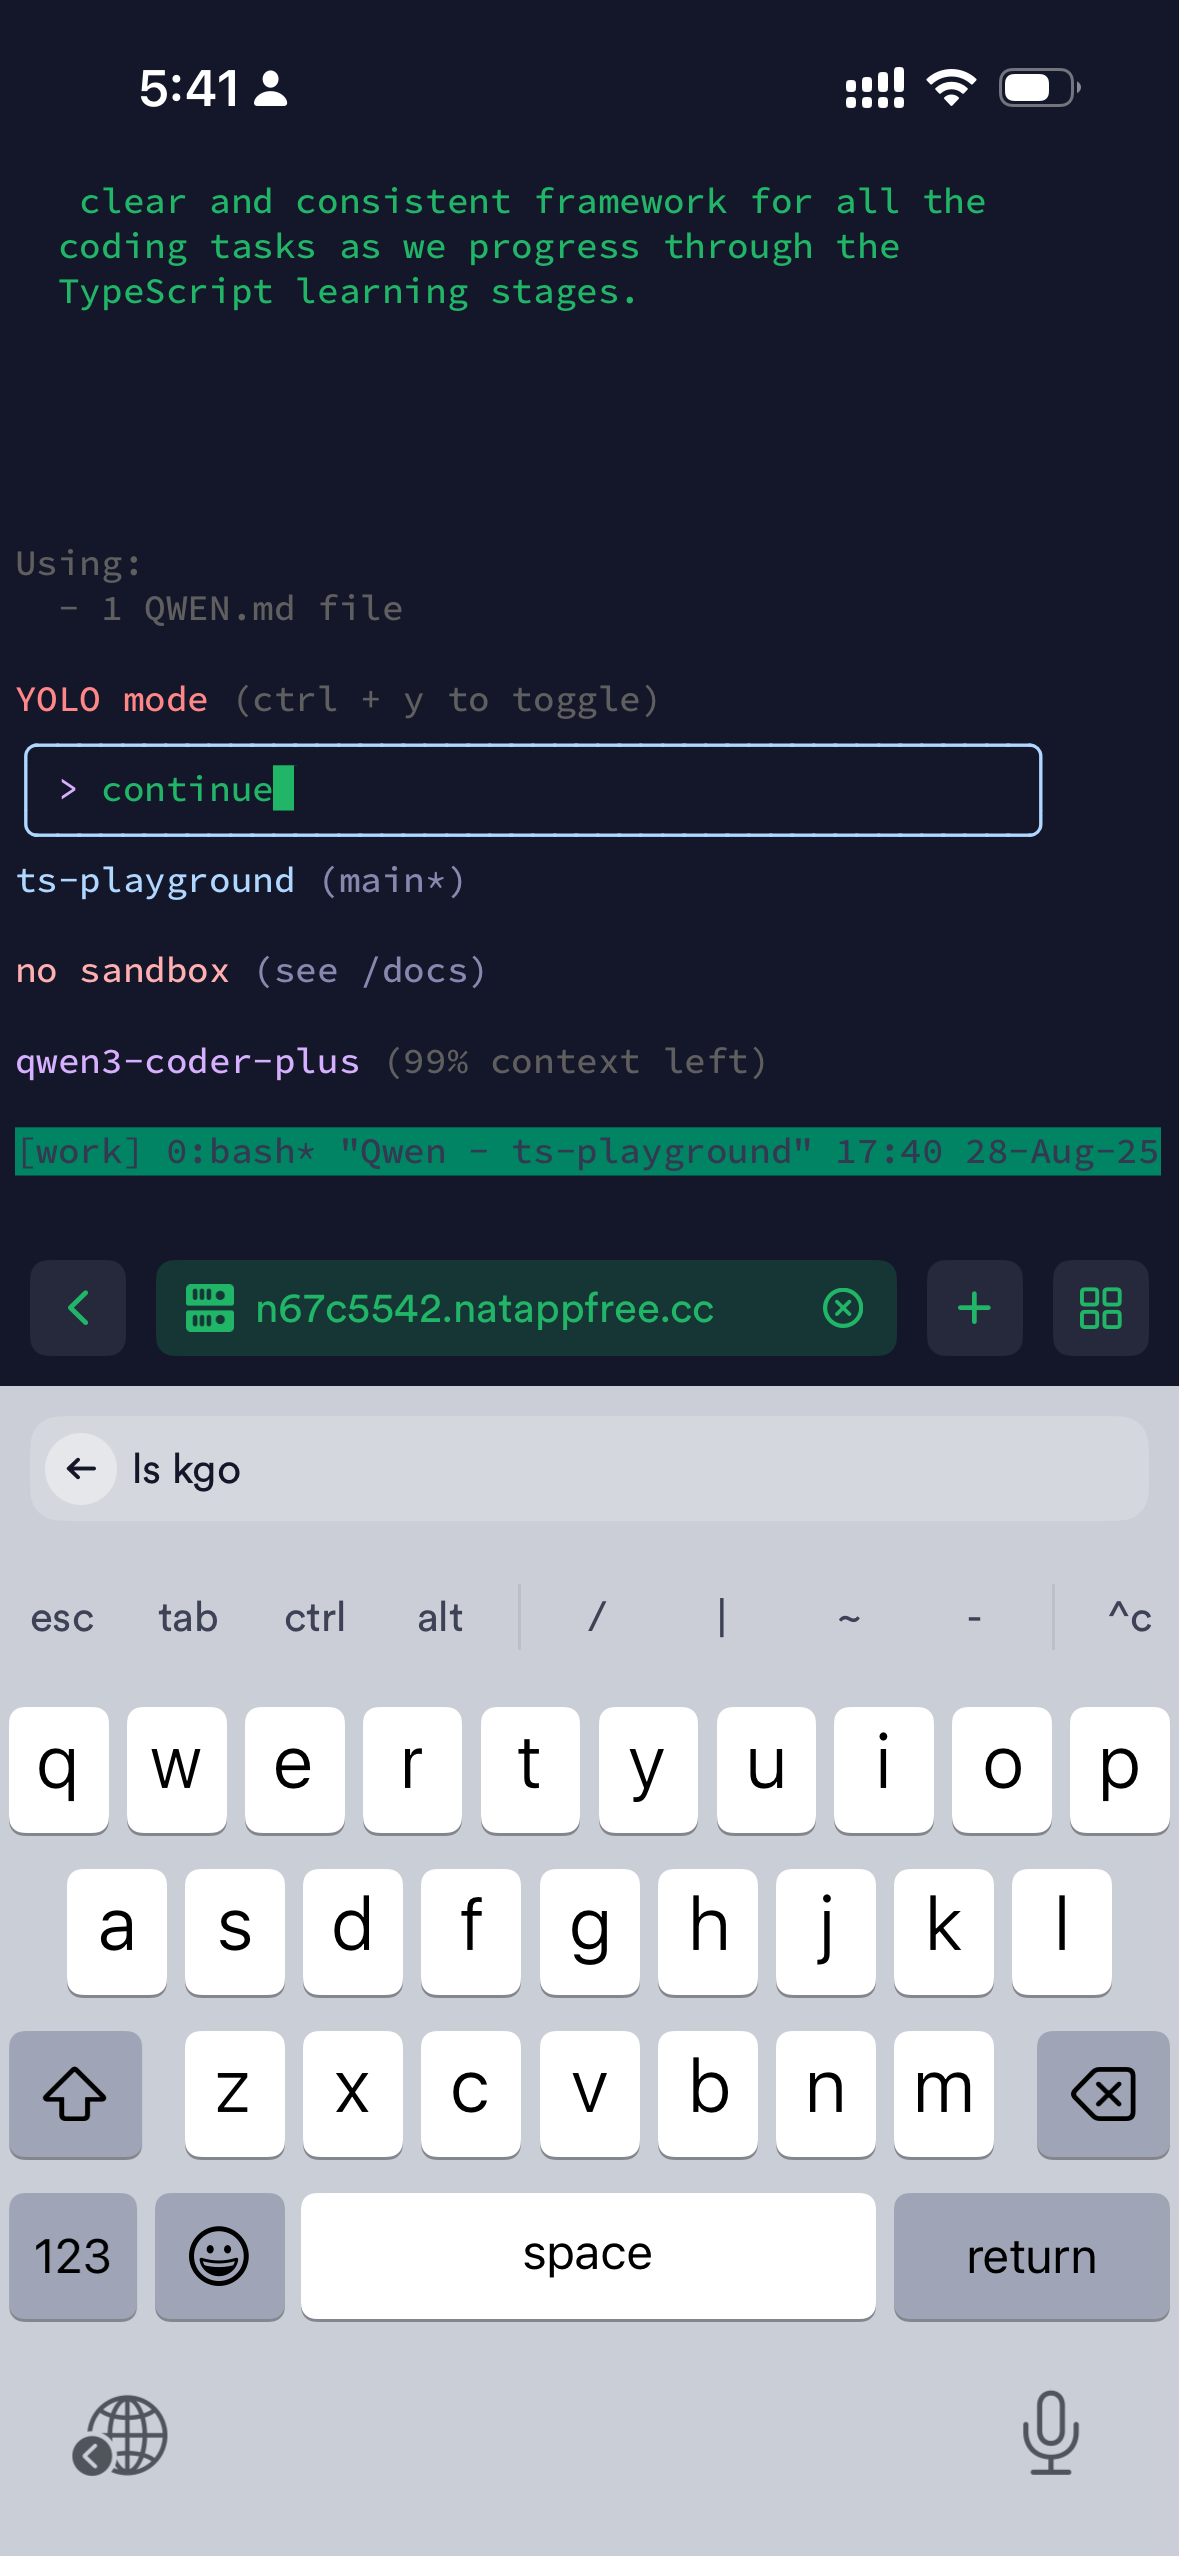 5:41
clear and consistent framework for all the
coding tasks as we progress through the
TypeScript learning stages.
Using:
- 1 QWEN.md file
YOLO mode (ctrl + y to toggle)
> continue
ts-playground (main*)
no sandbox (see /docs)
qwen3-coder-plus (99% context left)
[work] 0:bash* "Qwen - ts-playground" 17:40 28-Aug-25
n67c5542.natappfree.cc
ls kgo
esc tab ctrl alt / | ~ - ^c
q w e r t y u i o p
a s d f g h j k l
z x c v b n m
123 space return